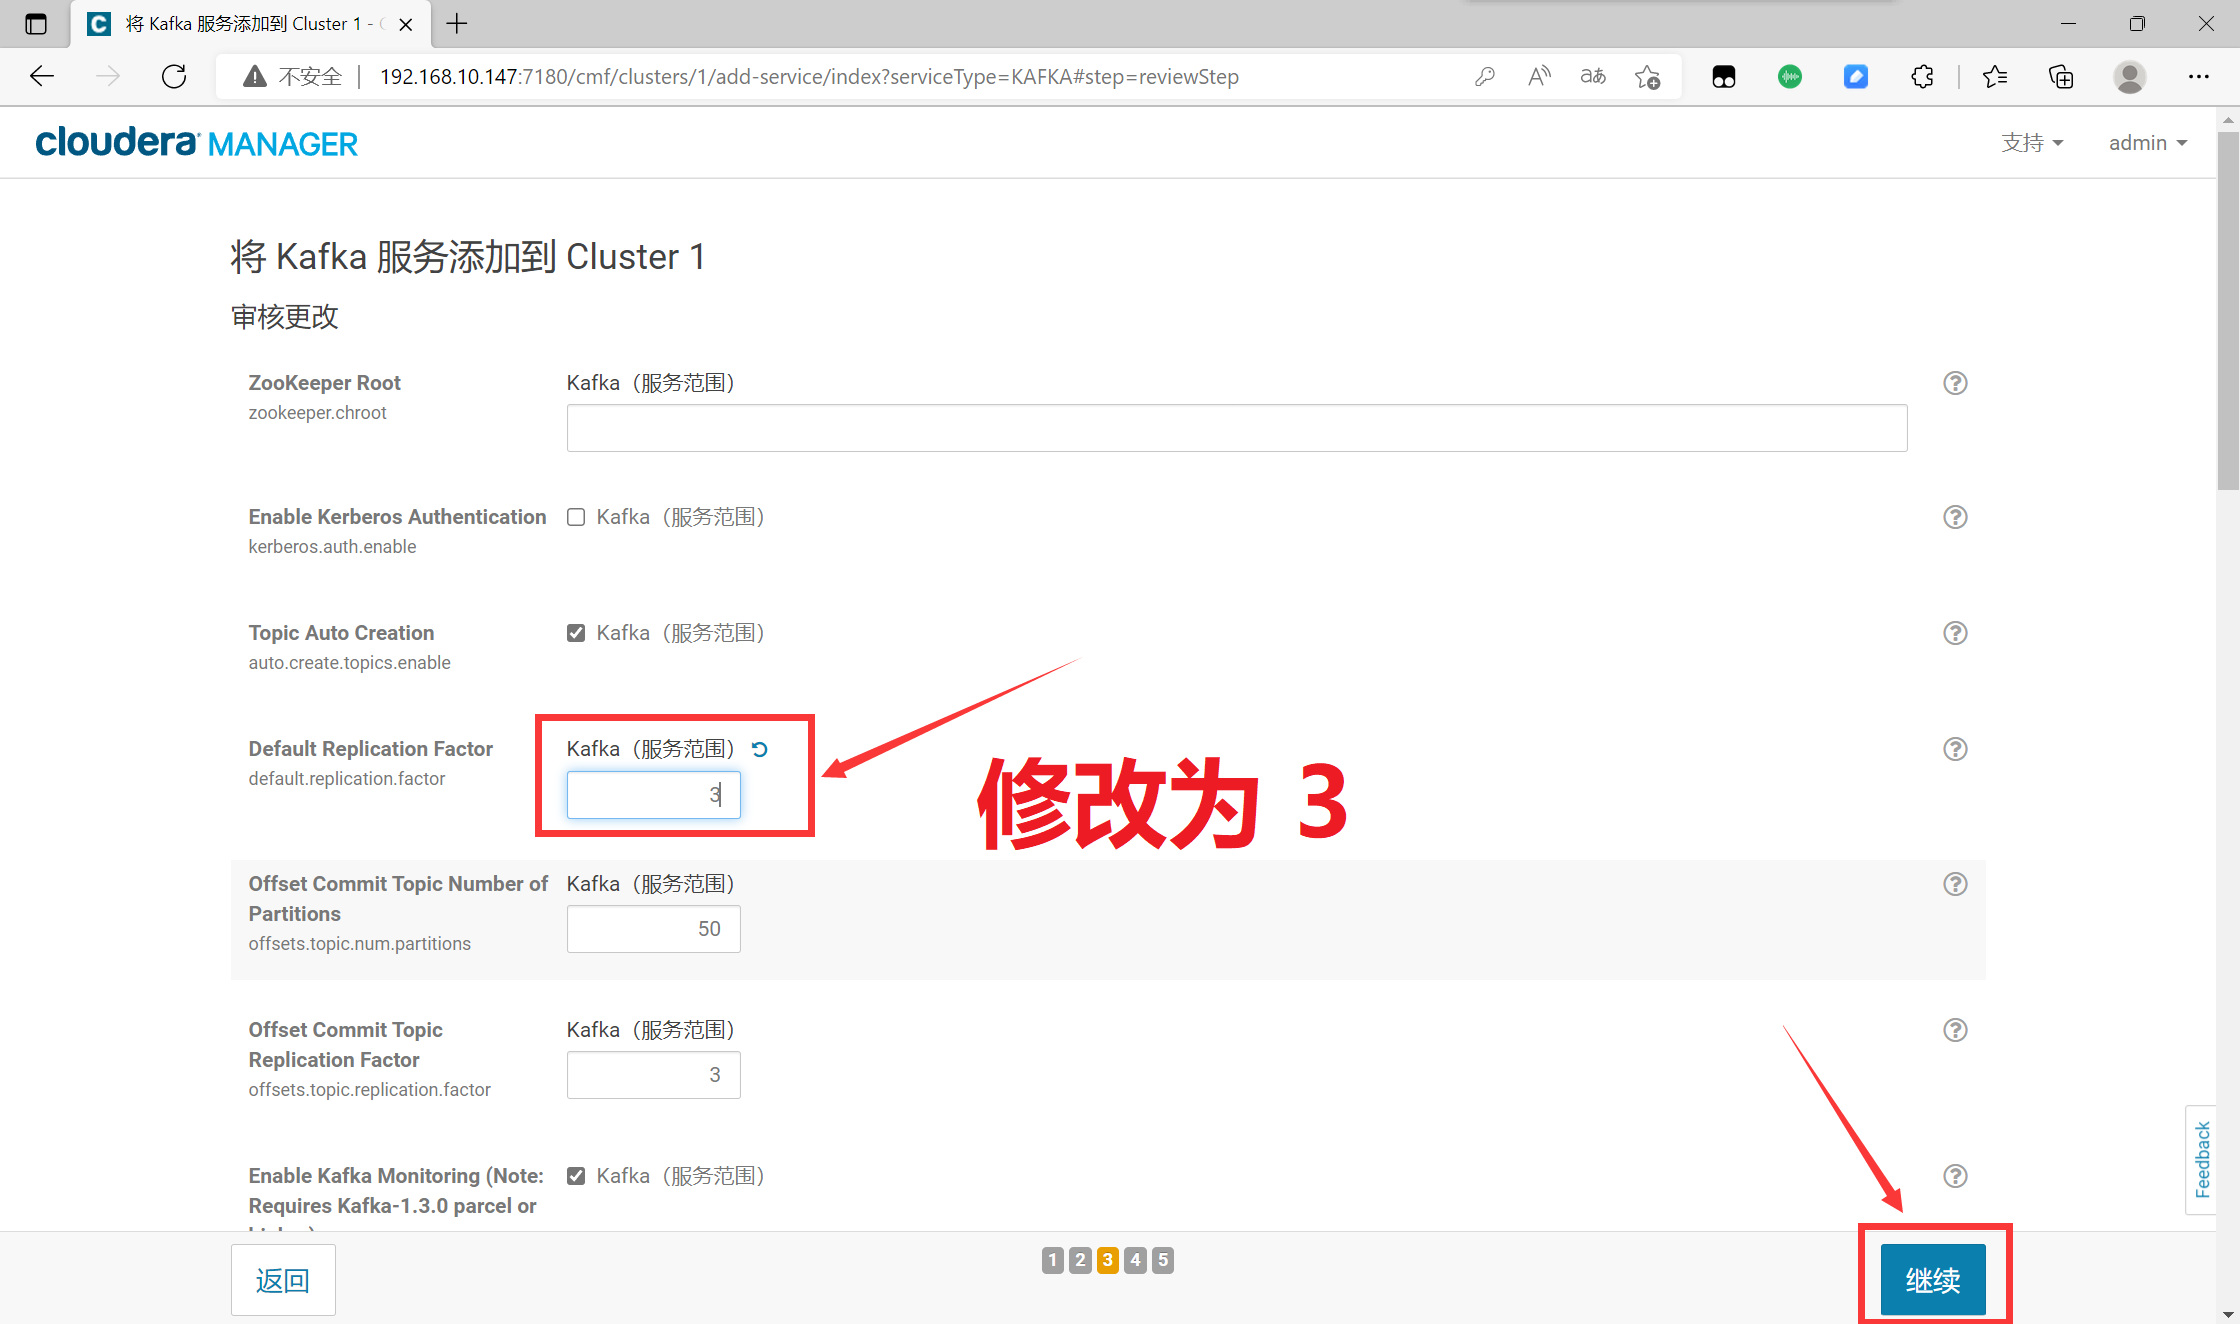 将 Kafka 服务添加到 Cluster 1 -
不安全 192.168.10.147:7180/cmf/clusters/1/add-service/index?serviceType=KAFKA#step=reviewStep
cloudera MANAGER
支持 admin
将 Kafka 服务添加到 Cluster 1
审核更改
ZooKeeper Root
zookeeper.chroot
Kafka（服务范围）
Enable Kerberos Authentication
kerberos.auth.enable
Kafka（服务范围）
Topic Auto Creation
auto.create.topics.enable
Kafka（服务范围）
Default Replication Factor
default.replication.factor
Kafka（服务范围）
3
修改为 3
Offset Commit Topic Number of
Partitions
offsets.topic.num.partitions
Kafka（服务范围）
50
Offset Commit Topic
Replication Factor
offsets.topic.replication.factor
Kafka（服务范围）
3
Enable Kafka Monitoring (Note:
Requires Kafka-1.3.0 parcel or
Kafka（服务范围）
Feedback
返回
1 2 3 4 5
继续